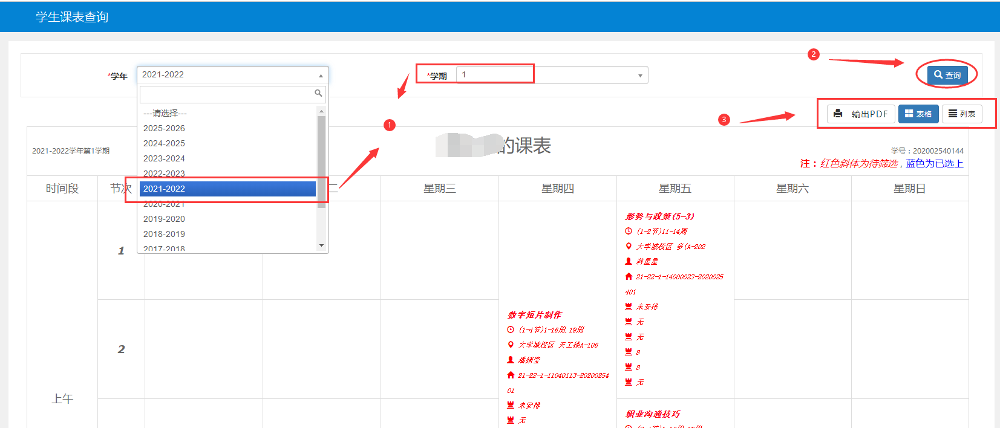 学生课表查询
*学年
2021-2022
*学期
1
查询
2
1
3
---请选择---
2025-2026
2024-2025
2023-2024
2022-2023
2021-2022
2020-2021
2019-2020
2018-2019
2017-2018
输出PDF
表格
列表
2021-2022学年第1学期
的课表
学号：202002540144
注：红色斜体为待筛选，蓝色为已选上
时间段
节次
二
星期三
星期四
星期五
星期六
星期日
上午
1
2
数字短片制作
(1-4节)1-16周,19周
大学城校区 天工楼A-106
潘婧莹
21-22-1-11040113-20200254
01
未安排
无
形势与政策(5-3)
(1-2节)11-14周
大学城校区 多(A-202
蒋星星
21-22-1-14000023-2020025
401
未安排
无
无
8
8
无
职业沟通技巧